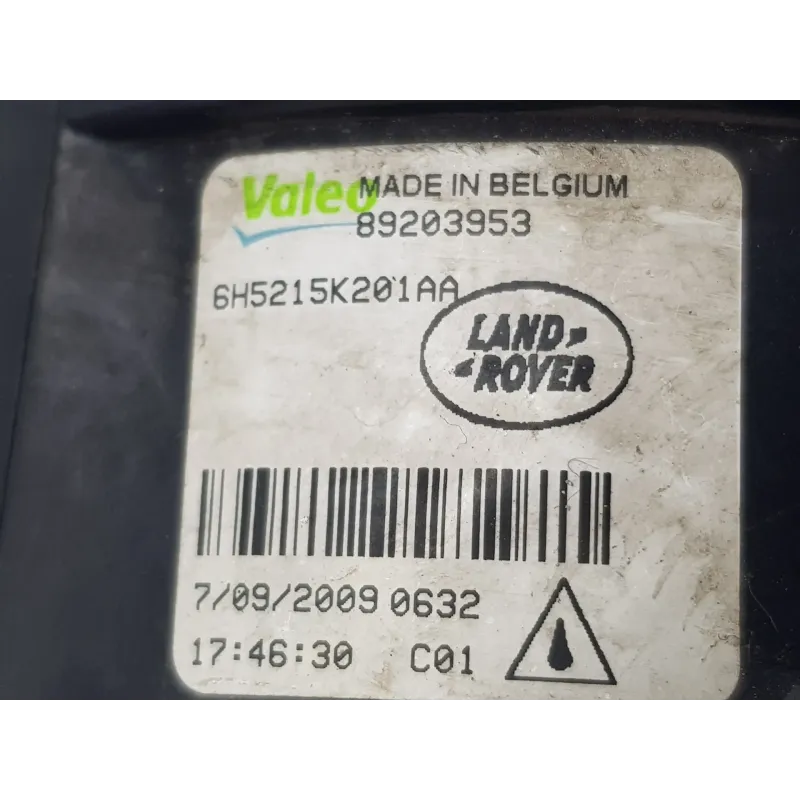 Valeo MADE IN BELGIUM
89203953
6H5215K201AA
LAND
ROVER
7/09/2009 0632
17:46:30 C01